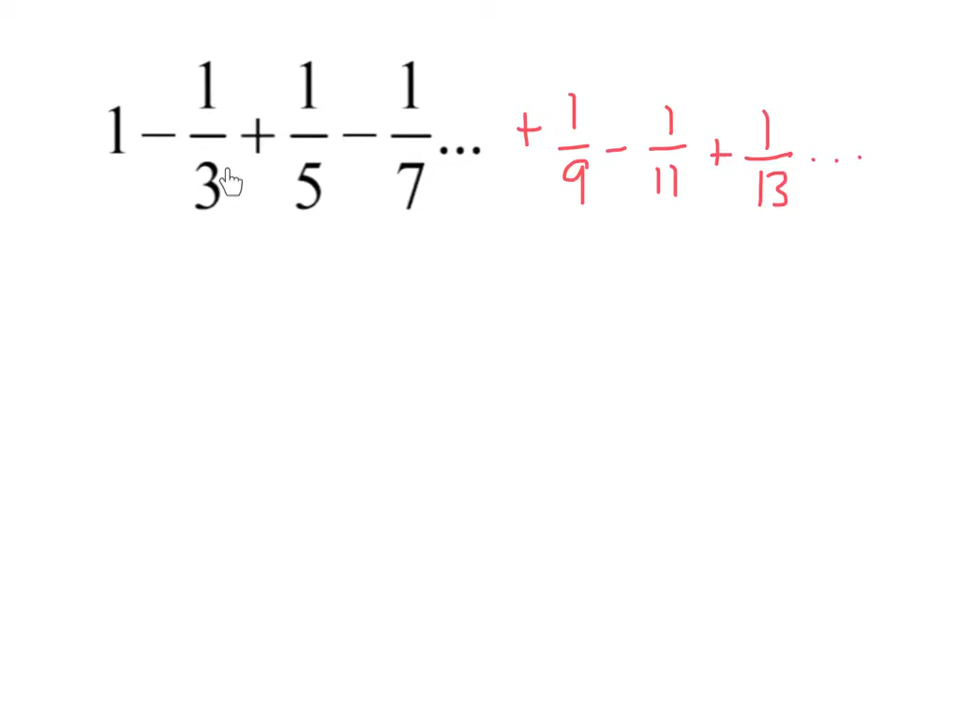 1 − 1/3 + 1/5 − 1/7 ... + 1/9 − 1/11 + 1/13 ...